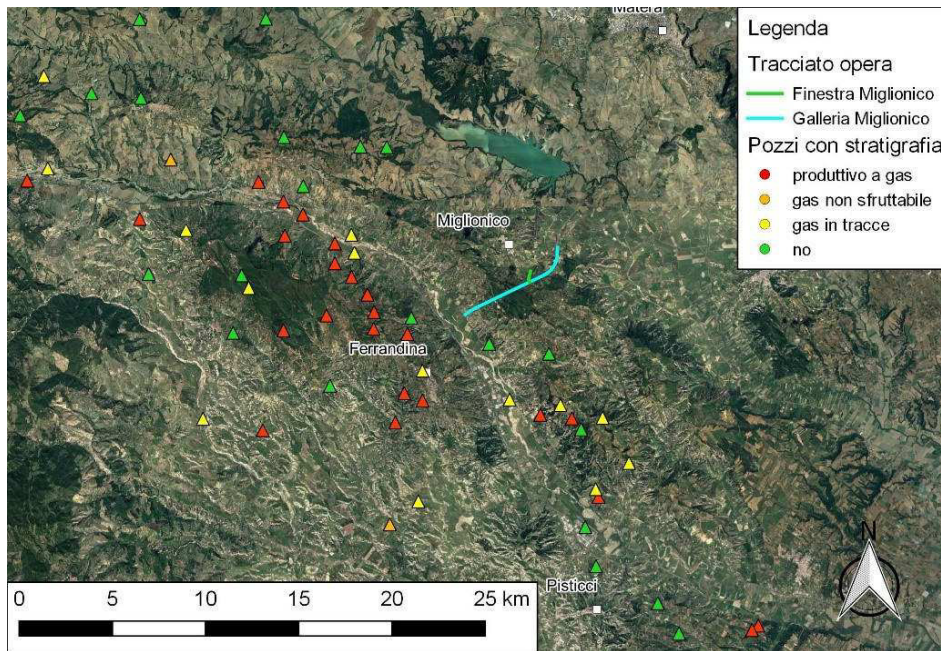 Matera
Legenda
Tracciato opera
Finestra Miglionico
Galleria Miglionico
Pozzi con stratigrafia
produttivo a gas
gas non sfruttabile
gas in tracce
no
Miglionico
Ferrandina
N
Pisticci
0 5 10 15 20 25 km